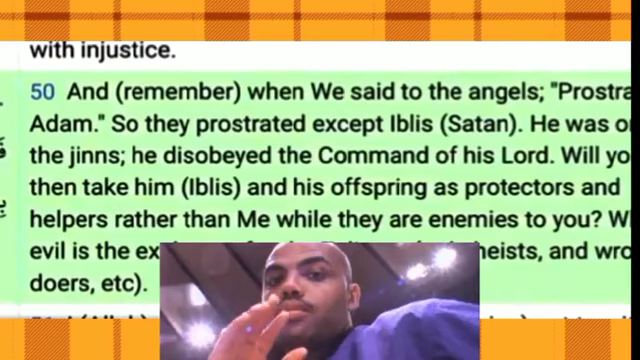 with injustice.
50 And (remember) when We said to the angels; "Prostra
Adam." So they prostrated except Iblis (Satan). He was o
the jinns; he disobeyed the Command of his Lord. Will yo
then take him (Iblis) and his offspring as protectors and
helpers rather than Me while they are enemies to you? W
evil is the ex
doers, etc).